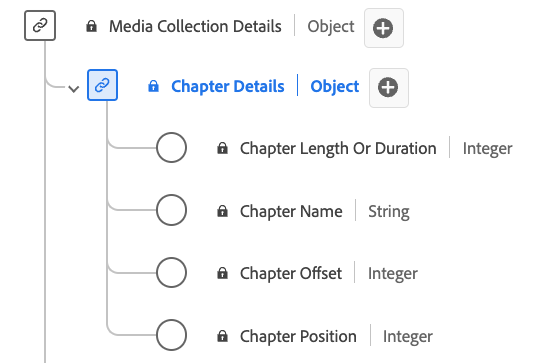 Media Collection Details Object
Chapter Details Object
Chapter Length Or Duration Integer
Chapter Name String
Chapter Offset Integer
Chapter Position Integer